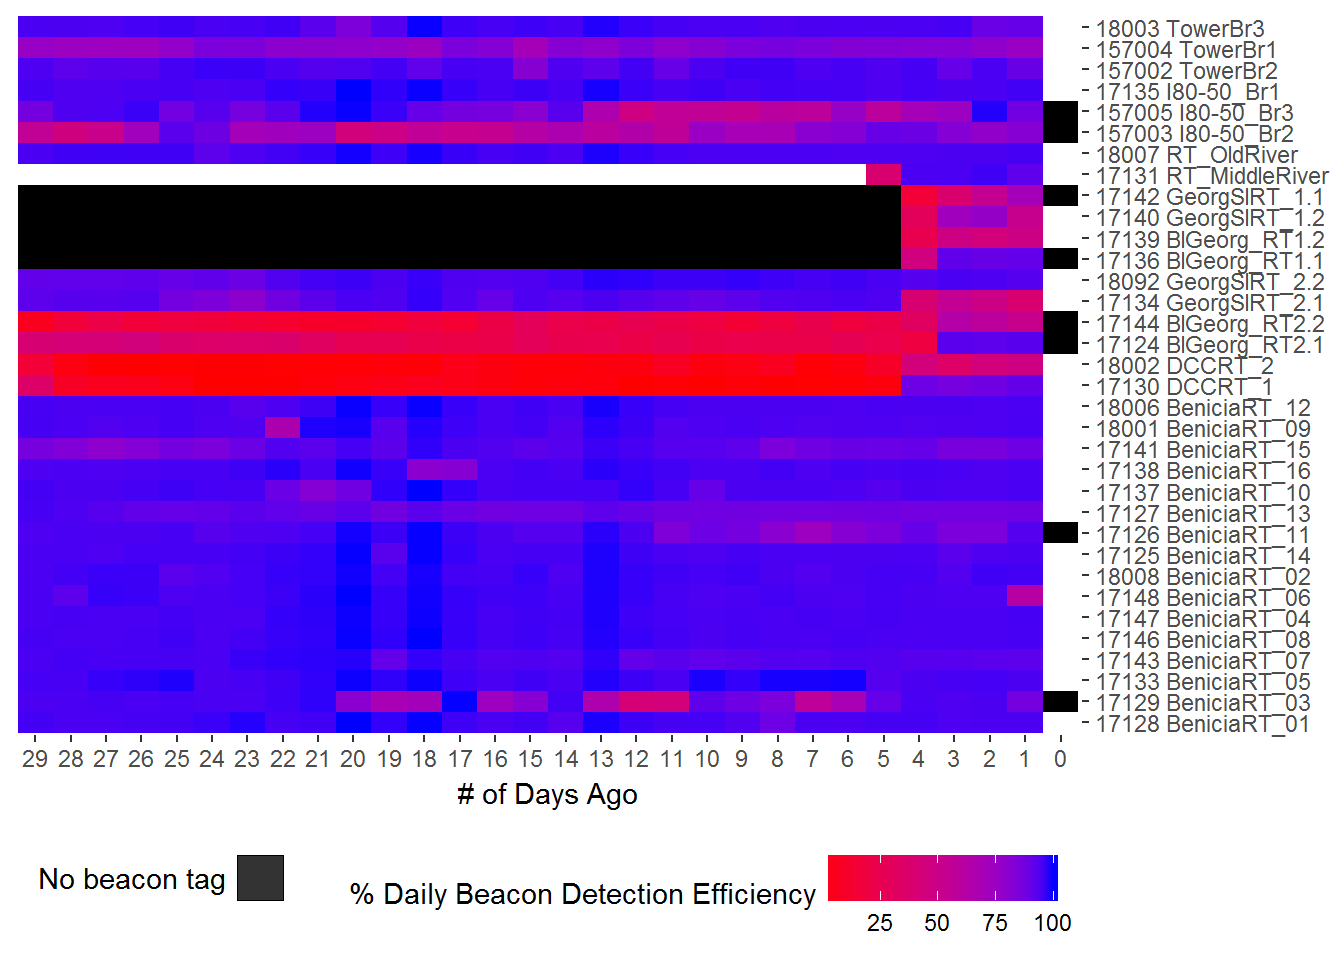 18003 TowerBr3
157004 TowerBr1
157002 TowerBr2
17135 I80-50_Br1
157005 I80-50_Br3
157003 I80-50_Br2
18007 RT_OldRiver
17131 RT_MiddleRiver
17142 GeorgSlRT_1.1
17140 GeorgSlRT_1.2
17139 BlGeorg_RT1.2
17136 BlGeorg_RT1.1
18092 GeorgSlRT_2.2
17134 GeorgSlRT_2.1
17144 BlGeorg_RT2.2
17124 BlGeorg_RT2.1
18002 DCCRT_2
17130 DCCRT_1
18006 BeniciaRT_12
18001 BeniciaRT_09
17141 BeniciaRT_15
17138 BeniciaRT_16
17137 BeniciaRT_10
17127 BeniciaRT_13
17126 BeniciaRT_11
17125 BeniciaRT_14
18008 BeniciaRT_02
17148 BeniciaRT_06
17147 BeniciaRT_04
17146 BeniciaRT_08
17143 BeniciaRT_07
17133 BeniciaRT_05
17129 BeniciaRT_03
17128 BeniciaRT_01
29 28 27 26 25 24 23 22 21 20 19 18 17 16 15 14 13 12 11 10 9 8 7 6 5 4 3 2 1 0
# of Days Ago
No beacon tag
% Daily Beacon Detection Efficiency
25 50 75 100